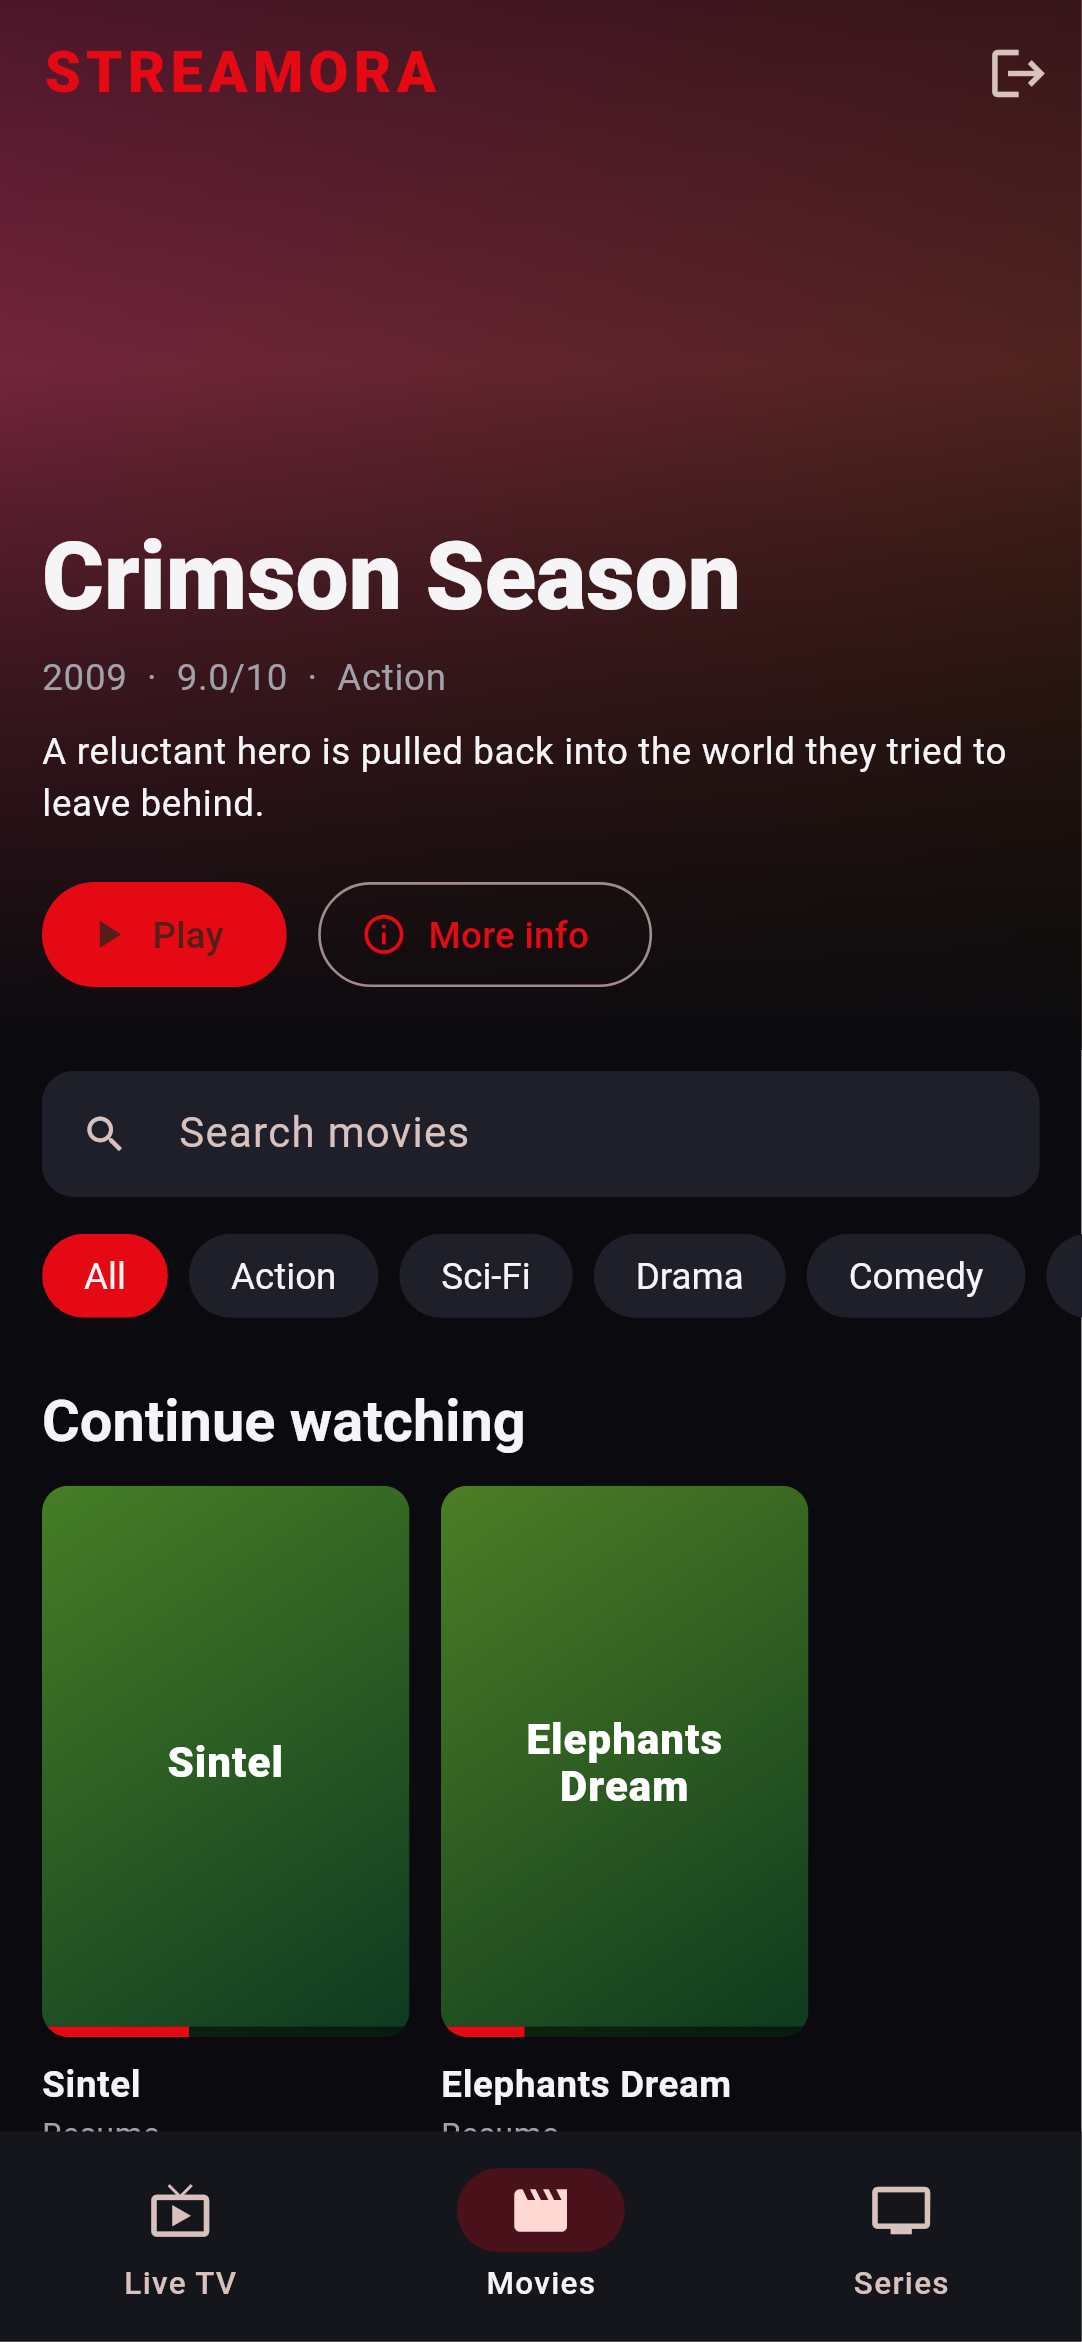 STREAMORA
Crimson Season
2009 · 9.0/10 · Action
A reluctant hero is pulled back into the world they tried to
leave behind.
Play
More info
Search movies
All
Action
Sci-Fi
Drama
Comedy
Continue watching
Sintel
Elephants
Dream
Sintel
Elephants Dream
Resume
Resume
Live TV
Movies
Series